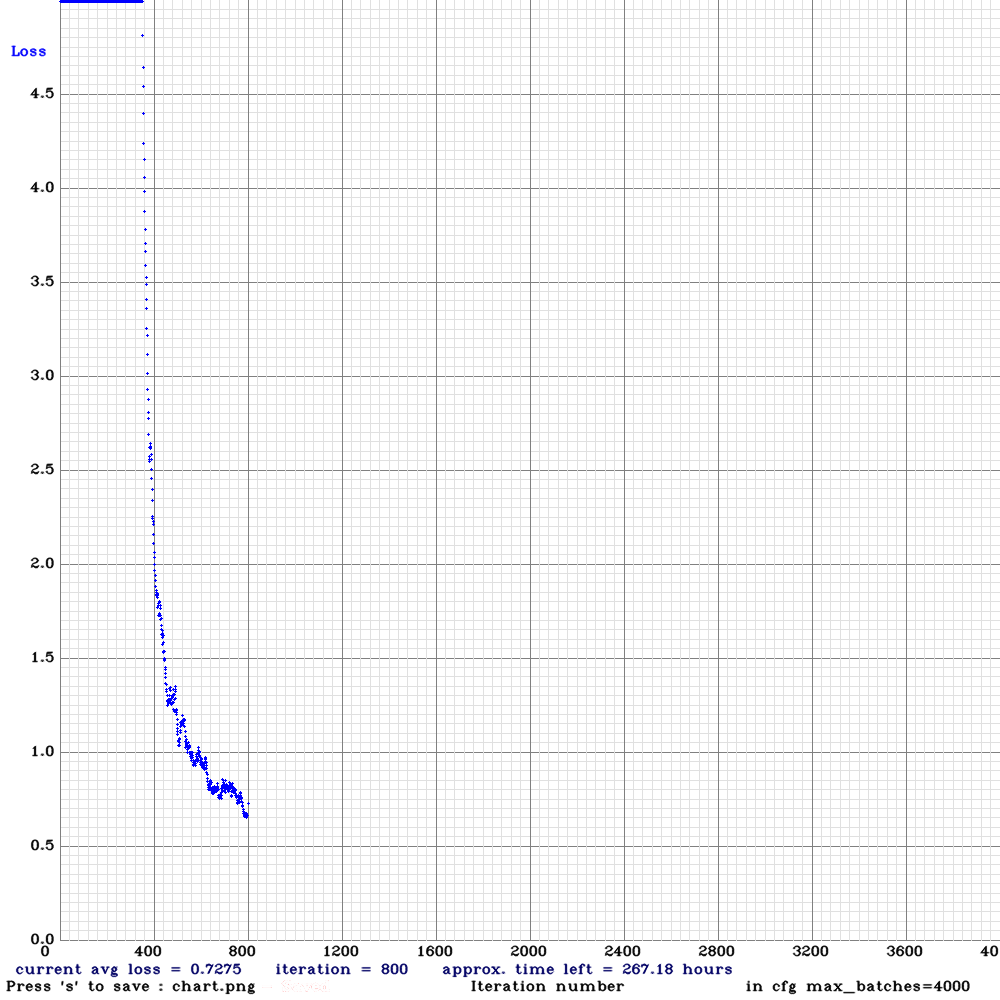 Loss
4.5
4.0
3.5
3.0
2.5
2.0
1.5
1.0
0.5
0.0
0 400 800 1200 1600 2000 2400 2800 3200 3600 40
current avg loss = 0.7275 iteration = 800 approx. time left = 267.18 hours
Press 's' to save : chart.png Iteration number in cfg max_batches=4000